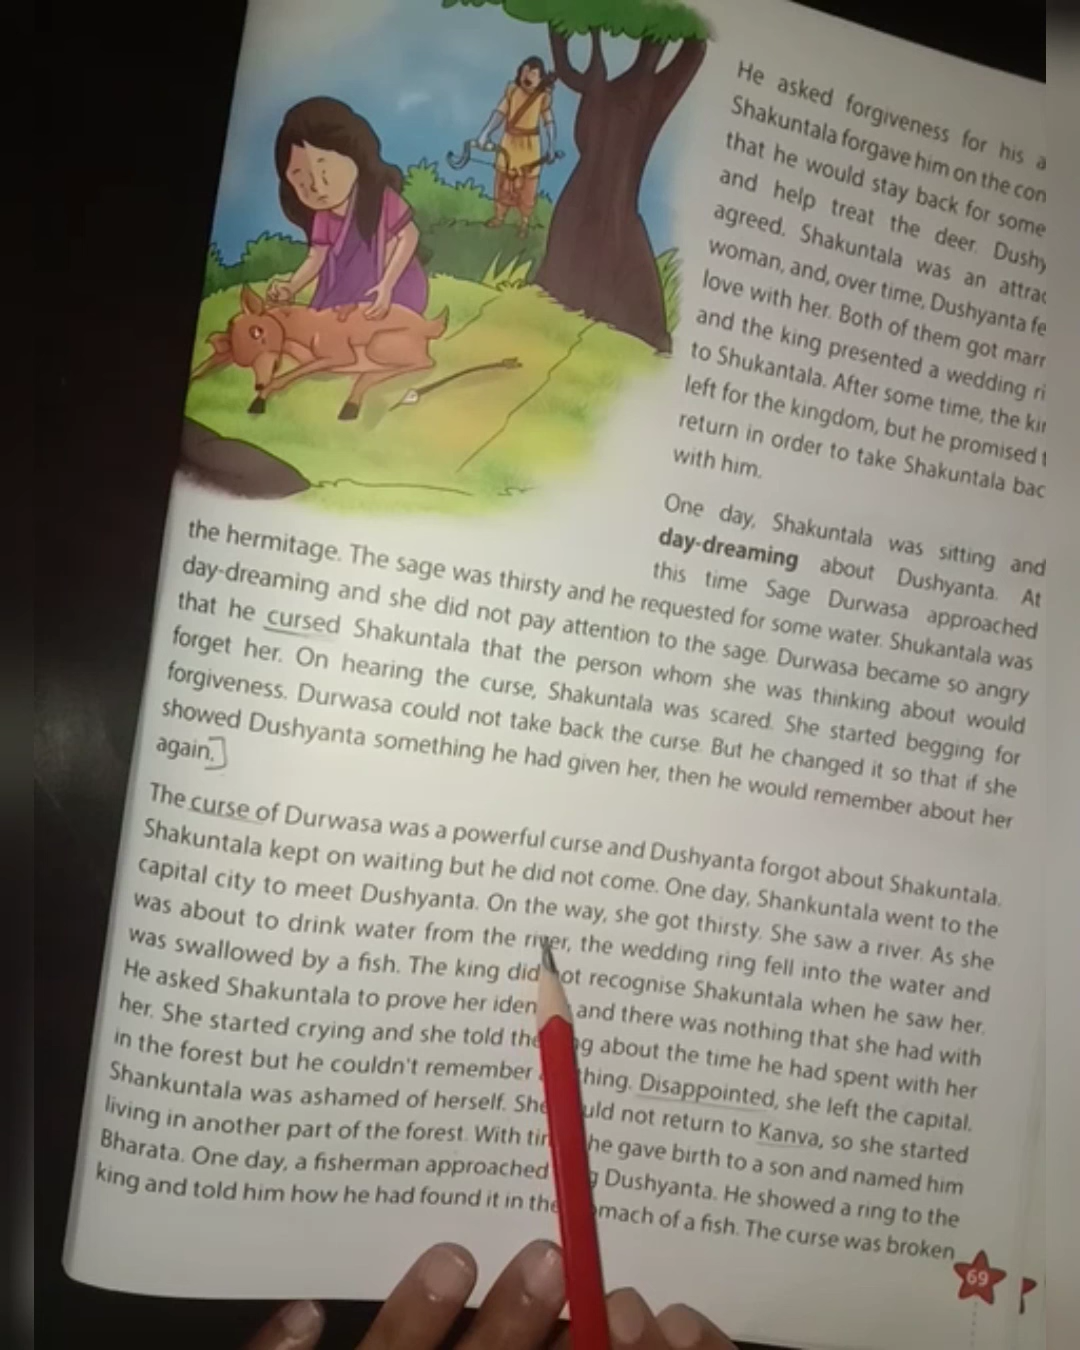 He asked forgiveness for his a
Shakuntala forgave him on the con
that he would stay back for some
and help treat the deer. Dushy
agreed. Shakuntala was an attrac
woman, and, over time, Dushyanta fe
love with her. Both of them got marr
and the king presented a wedding ri
to Shukantala. After some time, the kin
left for the kingdom, but he promised t
return in order to take Shakuntala bac
with him.
One day, Shakuntala was sitting and
day-dreaming about Dushyanta. At
this time Sage Durwasa approached
the hermitage. The sage was thirsty and he requested for some water. Shukantala was
day-dreaming and she did not pay attention to the sage. Durwasa became so angry
that he cursed Shakuntala that the person whom she was thinking about would
forget her. On hearing the curse, Shakuntala was scared. She started begging for
forgiveness. Durwasa could not take back the curse. But he changed it so that if she
showed Dushyanta something he had given her, then he would remember about her
again.
The curse of Durwasa was a powerful curse and Dushyanta forgot about Shakuntala.
Shakuntala kept on waiting but he did not come. One day, Shankuntala went to the
capital city to meet Dushyanta. On the way, she got thirsty. She saw a river. As she
was about to drink water from the river, the wedding ring fell into the water and
was swallowed by a fish. The king did not recognise Shakuntala when he saw her.
He asked Shakuntala to prove her iden and there was nothing that she had with
her. She started crying and she told the g about the time he had spent with her
in the forest but he couldn't remember a thing. Disappointed, she left the capital.
Shankuntala was ashamed of herself. She uld not return to Kanva, so she started
living in another part of the forest. With tim he gave birth to a son and named him
Bharata. One day, a fisherman approached g Dushyanta. He showed a ring to the
king and told him how he had found it in the omach of a fish. The curse was broken
69